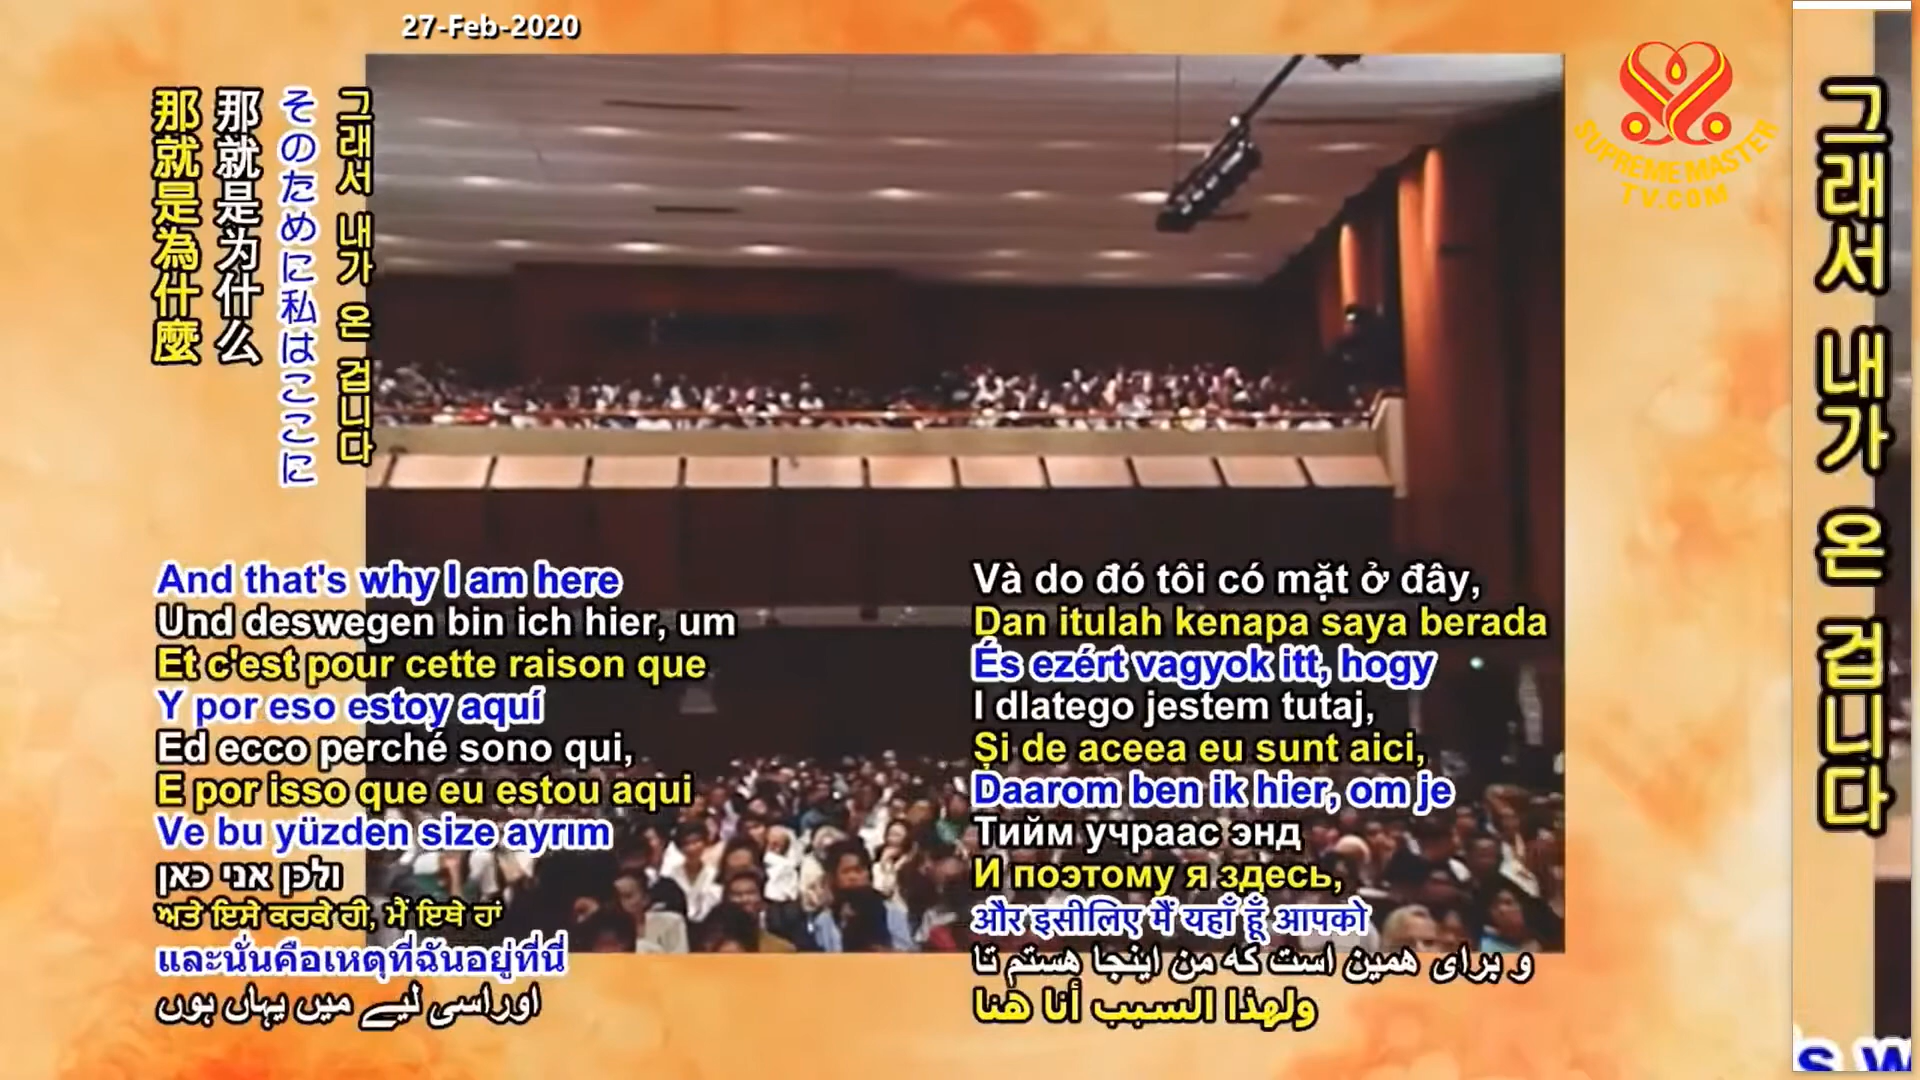 27-Feb-2020
SUPREME MASTER
TV.COM
그래서 내가 온 겁니다
そのために私はここに
那就是为什么
那就是為什麼
And that's why I am here
Und deswegen bin ich hier, um
Et c'est pour cette raison que
Y por eso estoy aquí
Ed ecco perché sono qui,
E por isso que eu estou aqui
Ve bu yüzden size ayrım
ולכן אני כאן
ਅਤੇ ਇਸੇ ਕਰਕੇ ਹੀ, ਮੈਂ ਇਥੇ ਹਾਂ
และนั่นคือเหตุที่ฉันอยู่ที่นี่
اوراسی لیے میں یہاں ہوں
Và do đó tôi có mặt ở đây,
Dan itulah kenapa saya berada
És ezért vagyok itt, hogy
I dlatego jestem tutaj,
Și de aceea eu sunt aici,
Daarom ben ik hier, om je
Тийм учраас энд
И поэтому я здесь,
और इसीलिए मैं यहाँ हूँ आपको
و برای همین است که من اینجا هستم تا
ولهذا السبب أنا هنا
그래서 내가 온 겁니다
s w